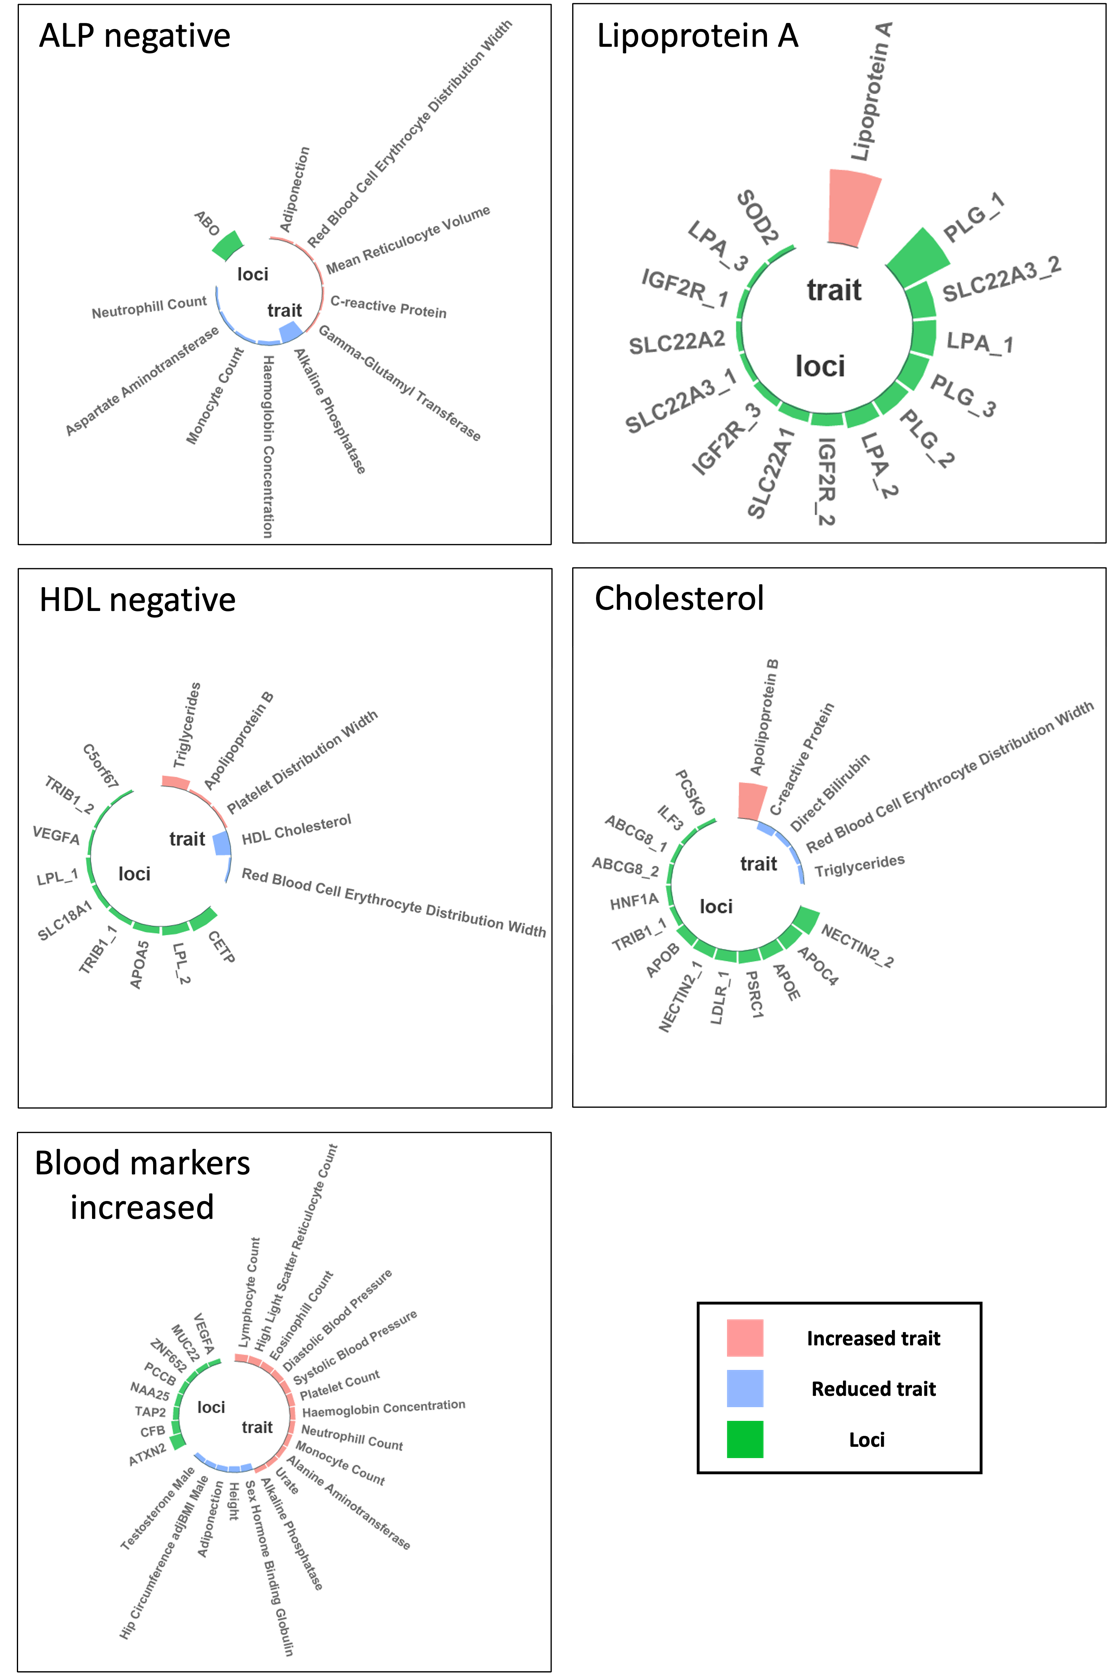 ALP negative
Adiponection
Red Blood Cell Erythrocyte Distribution Width
Mean Reticulocyte Volume
C-reactive Protein
Gamma-Glutamyl Transferase
Alkaline Phosphatase
Haemoglobin Concentration
Monocyte Count
Aspartate Aminotransferase
Neutrophill Count
ABO
loci
trait
Lipoprotein A
Lipoprotein A
PLG_1
SLC22A3_2
LPA_1
PLG_3
PLG_2
LPA_2
IGF2R_2
SLC22A1
IGF2R_3
SLC22A3_1
SLC22A2
IGF2R_1
LPA_3
SOD2
trait
loci
HDL negative
Triglycerides
Apolipoprotein B
Platelet Distribution Width
HDL Cholesterol
Red Blood Cell Erythrocyte Distribution Width
CETP
LPL_2
APOA5
TRIB1_1
SLC18A1
LPL_1
VEGFA
TRIB1_2
C5orf67
trait
loci
Cholesterol
Apolipoprotein B
C-reactive Protein
Direct Bilirubin
Red Blood Cell Erythrocyte Distribution Width
Triglycerides
NECTIN2_2
APOC4
APOE
PSRC1
LDLR_1
NECTIN2_1
APOB
TRIB1_1
HNF1A
ABCG8_2
ABCG8_1
ILF3
PCSK9
trait
loci
Blood markers
increased
Lymphocyte Count
High Light Scatter Reticulocyte Count
Eosinophill Count
Diastolic Blood Pressure
Systolic Blood Pressure
Platelet Count
Haemoglobin Concentration
Neutrophill Count
Monocyte Count
Alanine Aminotransferase
Urate
Alkaline Phosphatase
Sex Hormone Binding Globulin
Height
Adiponection
Hip Circumference adjBMI Male
Testosterone Male
ATXN2
CFB
TAP2
NAA25
PCCB
ZNF652
MUC22
VEGFA
loci
trait
Increased trait
Reduced trait
Loci